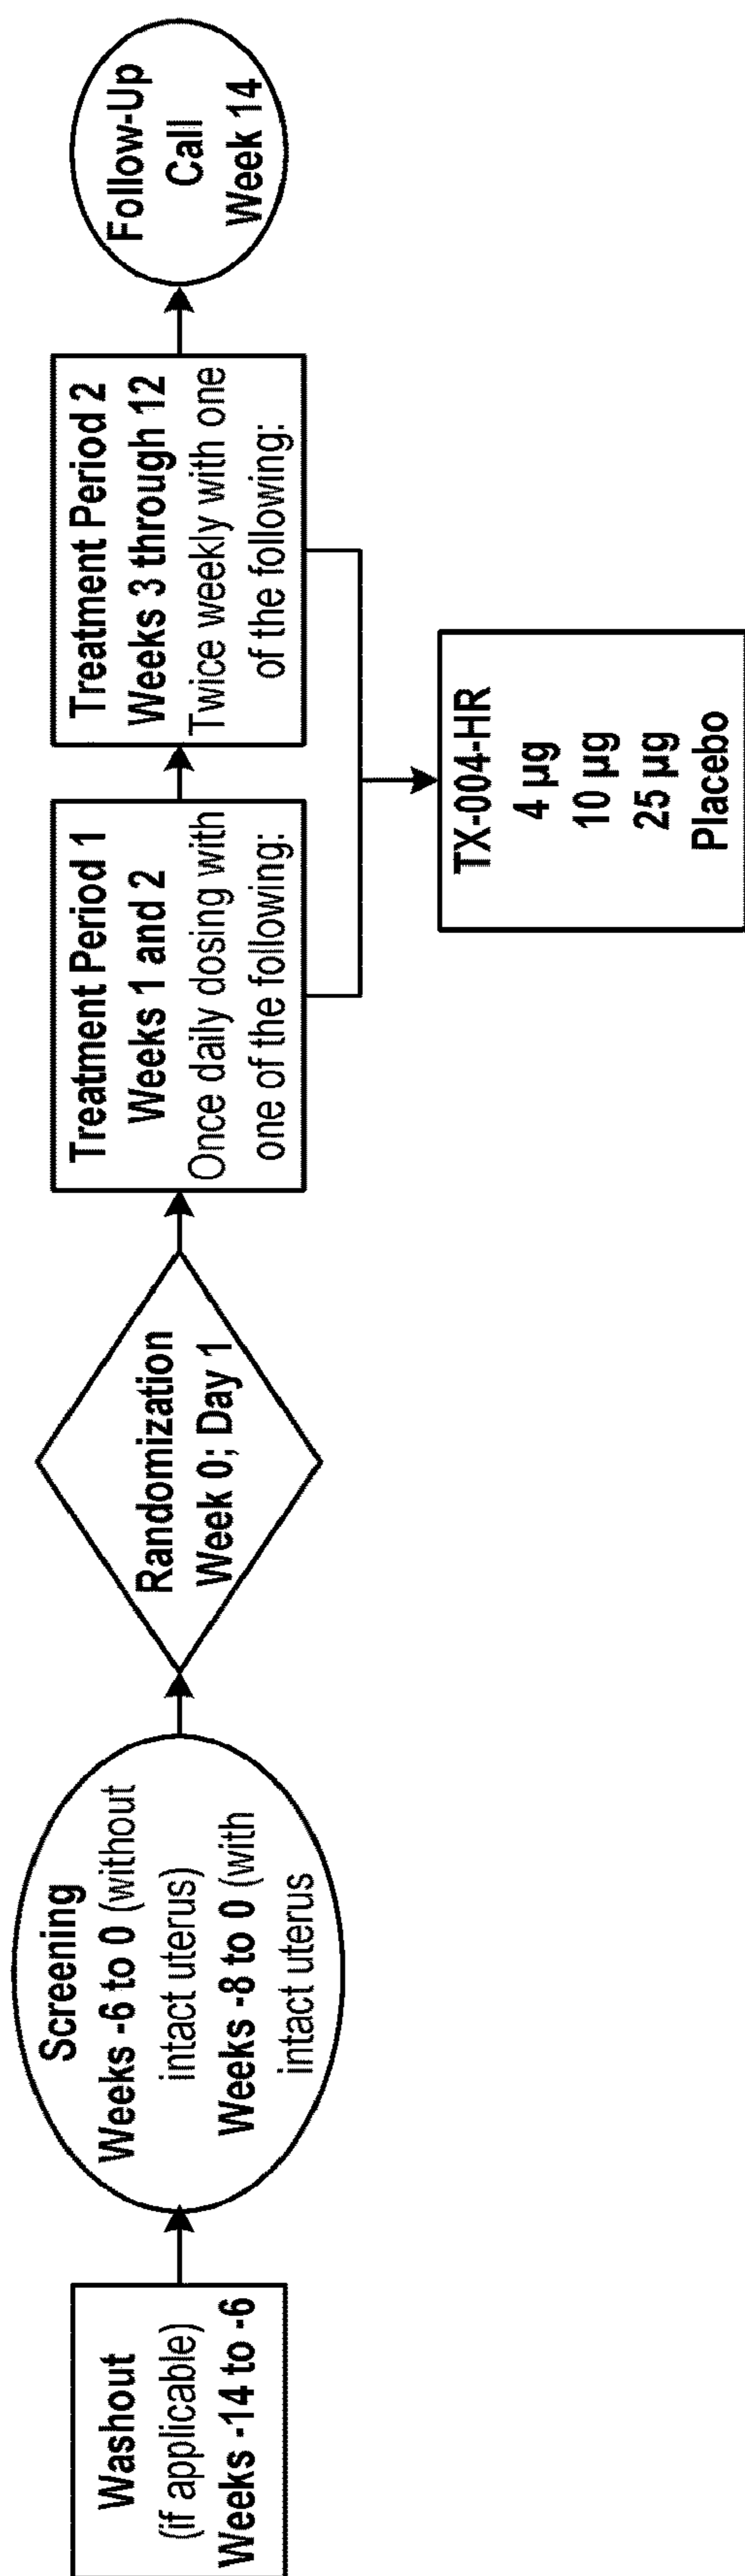 Washout
(if applicable)
Weeks -14 to -6
Screening
Weeks -6 to 0 (without
intact uterus)
Weeks -8 to 0 (with
intact uterus
Randomization
Week 0; Day 1
Treatment Period 1
Weeks 1 and 2
Once daily dosing with
one of the following:
Treatment Period 2
Weeks 3 through 12
Twice weekly with one
of the following:
Follow-Up
Call
Week 14
TX-004-HR
4 µg
10 µg
25 µg
Placebo